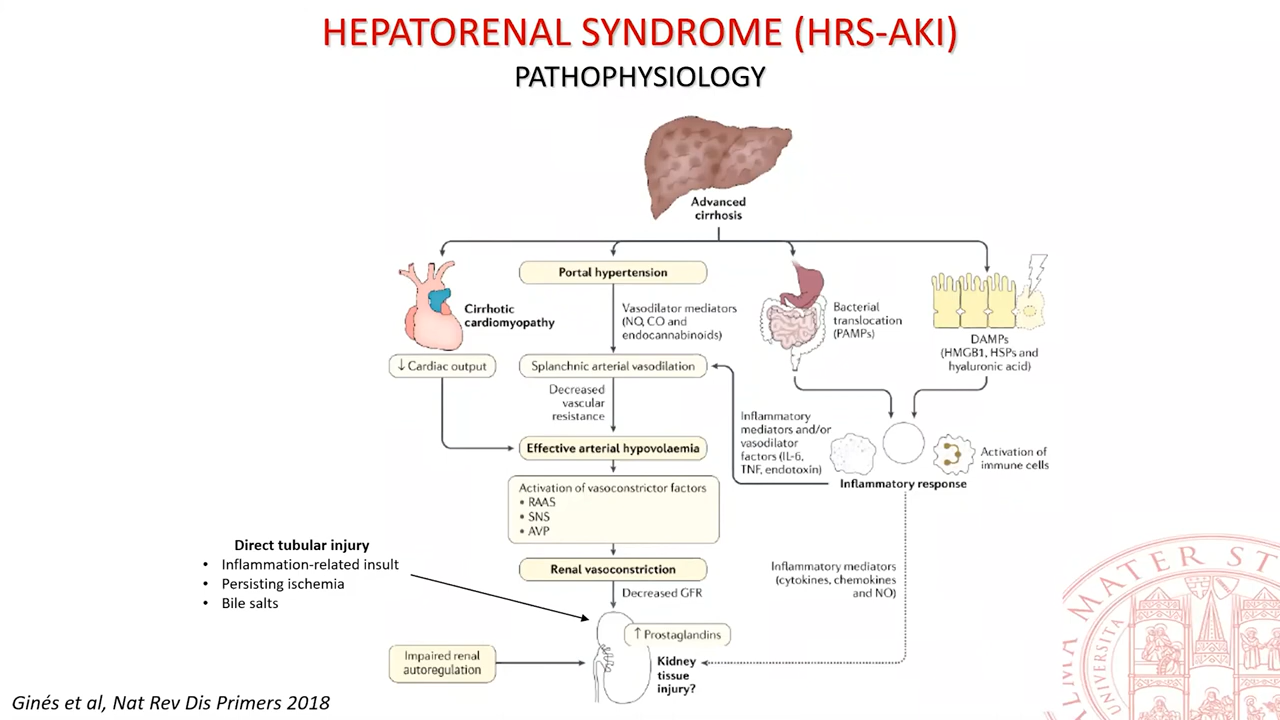 HEPATORENAL SYNDROME (HRS-AKI)
PATHOPHYSIOLOGY
Advanced
cirrhosis
Cirrhotic
cardiomyopathy
↓ Cardiac output
Portal hypertension
Vasodilator mediators
(NO, CO and
endocannabinoids)
Splanchnic arterial vasodilation
Decreased
vascular
resistance
Effective arterial hypovolaemia
Activation of vasoconstrictor factors
• RAAS
• SNS
• AVP
Renal vasoconstriction
Decreased GFR
↑ Prostaglandins
Kidney
tissue
injury?
Bacterial
translocation
(PAMPs)
DAMPs
(HMGB1, HSPs and
hyaluronic acid)
Inflammatory
mediators and/or
vasodilator
factors (IL-6,
TNF, endotoxin)
Activation of
immune cells
Inflammatory response
Inflammatory mediators
(cytokines, chemokines
and NO)
Direct tubular injury
• Inflammation-related insult
• Persisting ischemia
• Bile salts
Impaired renal
autoregulation
Ginés et al, Nat Rev Dis Primers 2018
MATER ST
UNIVERSITA